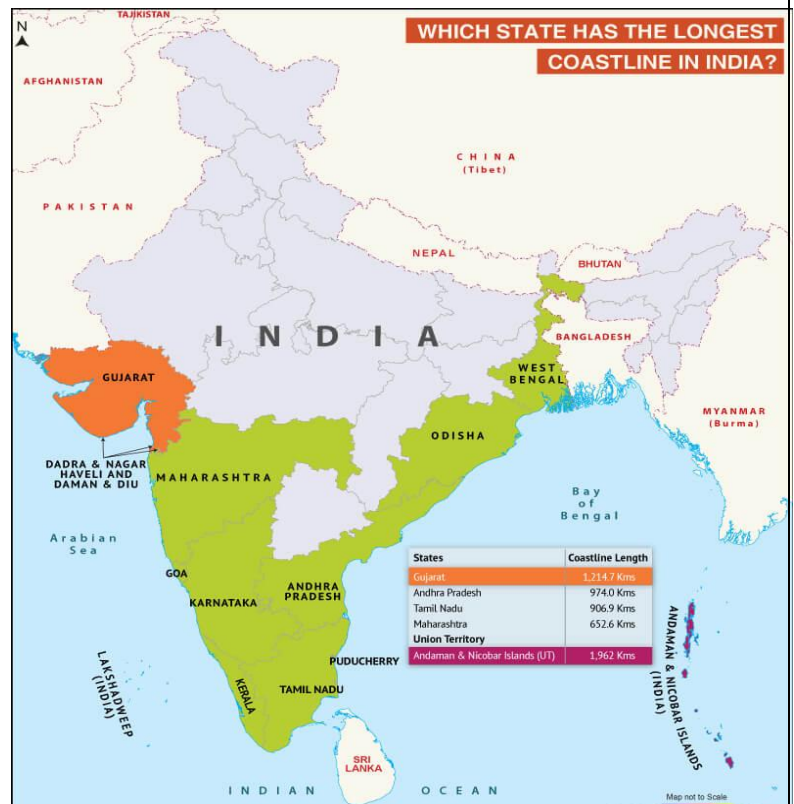 TAJIKISTAN
N
WHICH STATE HAS THE LONGEST
COASTLINE IN INDIA?
AFGHANISTAN
CHINA
(Tibet)
PAKISTAN
NEPAL
BHUTAN
INDIA
BANGLADESH
GUJARAT
WEST
BENGAL
MYANMAR
(Burma)
ODISHA
DADRA & NAGAR
HAVELI AND
DAMAN & DIU
MAHARASHTRA
Bay
of
Bengal
Arabian
Sea
States Coastline Length
Gujarat 1,214.7 Kms
Andhra Pradesh 974.0 Kms
Tamil Nadu 906.9 Kms
Maharashtra 652.6 Kms
Union Territory
Andaman & Nicobar Islands (UT) 1,962 Kms
GOA
ANDHRA
PRADESH
KARNATAKA
ANDAMAN & NICOBAR ISLANDS
(INDIA)
PUDUCHERRY
LAKSHADWEEP
(INDIA)
KERALA
TAMIL NADU
SRI
LANKA
INDIAN OCEAN
Map not to Scale